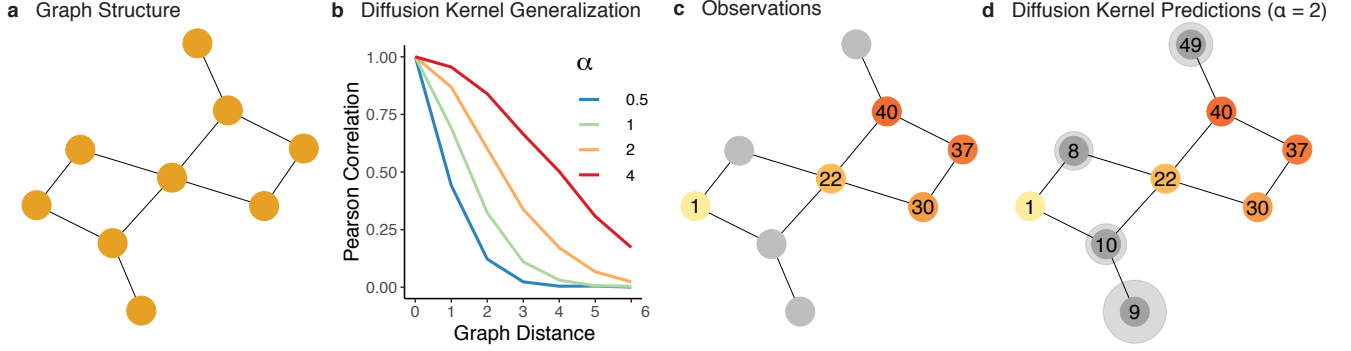 a Graph Structure
b Diffusion Kernel Generalization
Pearson Correlation
1.00
0.75
0.50
0.25
0.00
0 1 2 3 4 5 6
Graph Distance
α
0.5
1
2
4
c Observations
40
37
22
1
30
d Diffusion Kernel Predictions (α = 2)
49
40
8
37
22
1
30
10
9